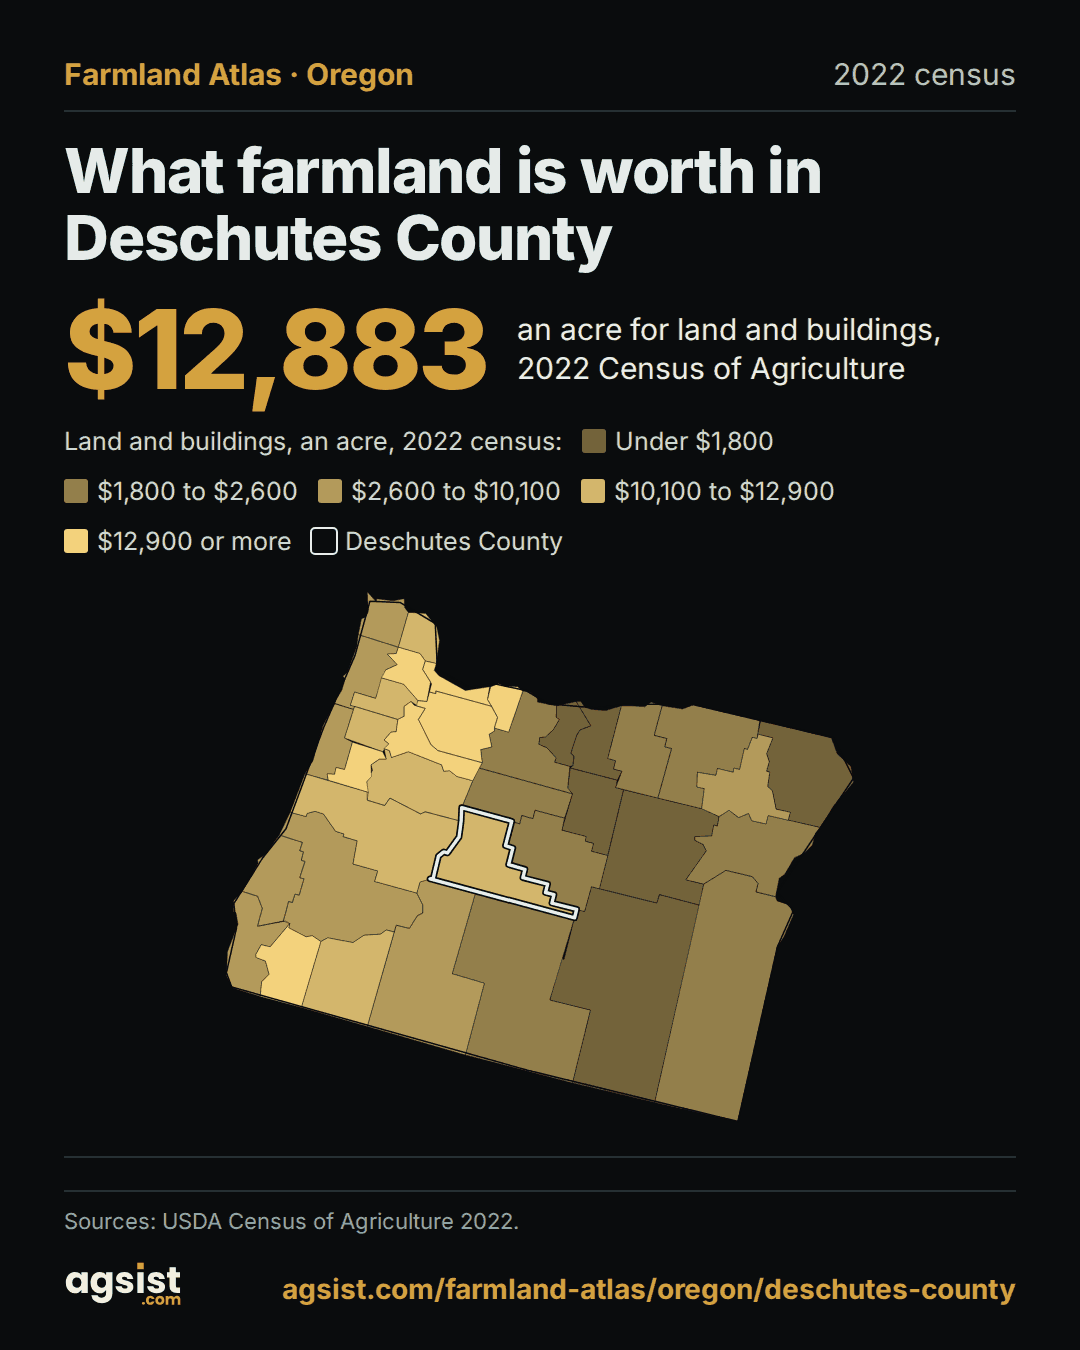 Farmland Atlas · Oregon
2022 census
What farmland is worth in
Deschutes County
$12,883
an acre for land and buildings,
2022 Census of Agriculture
Land and buildings, an acre, 2022 census: Under $1,800
$1,800 to $2,600 $2,600 to $10,100 $10,100 to $12,900
$12,900 or more Deschutes County
Sources: USDA Census of Agriculture 2022.
agsist
.com
agsist.com/farmland-atlas/oregon/deschutes-county